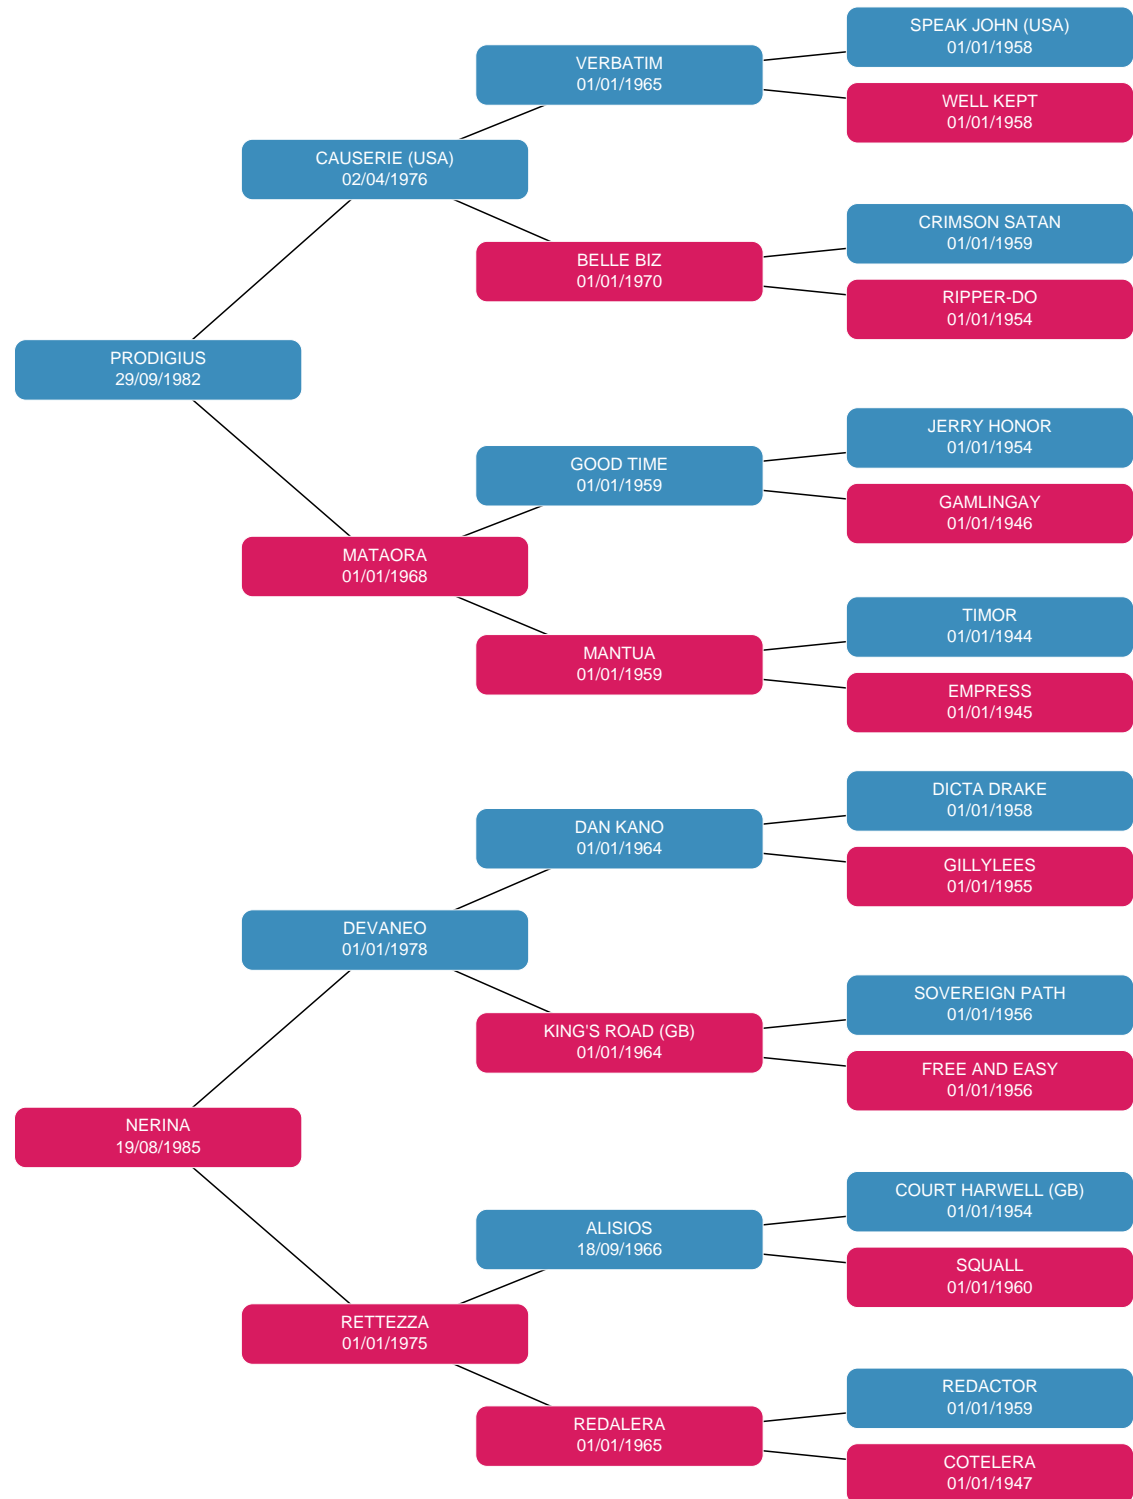 SPEAK JOHN (USA)
01/01/1958
VERBATIM
01/01/1965
WELL KEPT
01/01/1958
CAUSERIE (USA)
02/04/1976
CRIMSON SATAN
01/01/1959
BELLE BIZ
01/01/1970
RIPPER-DO
01/01/1954
PRODIGIUS
29/09/1982
JERRY HONOR
01/01/1954
GOOD TIME
01/01/1959
GAMLINGAY
01/01/1946
MATAORA
01/01/1968
TIMOR
01/01/1944
MANTUA
01/01/1959
EMPRESS
01/01/1945
DICTA DRAKE
01/01/1958
DAN KANO
01/01/1964
GILLYLEES
01/01/1955
DEVANEO
01/01/1978
SOVEREIGN PATH
01/01/1956
KING'S ROAD (GB)
01/01/1964
FREE AND EASY
01/01/1956
NERINA
19/08/1985
COURT HARWELL (GB)
01/01/1954
ALISIOS
18/09/1966
SQUALL
01/01/1960
RETTEZZA
01/01/1975
REDACTOR
01/01/1959
REDALERA
01/01/1965
COTELERA
01/01/1947